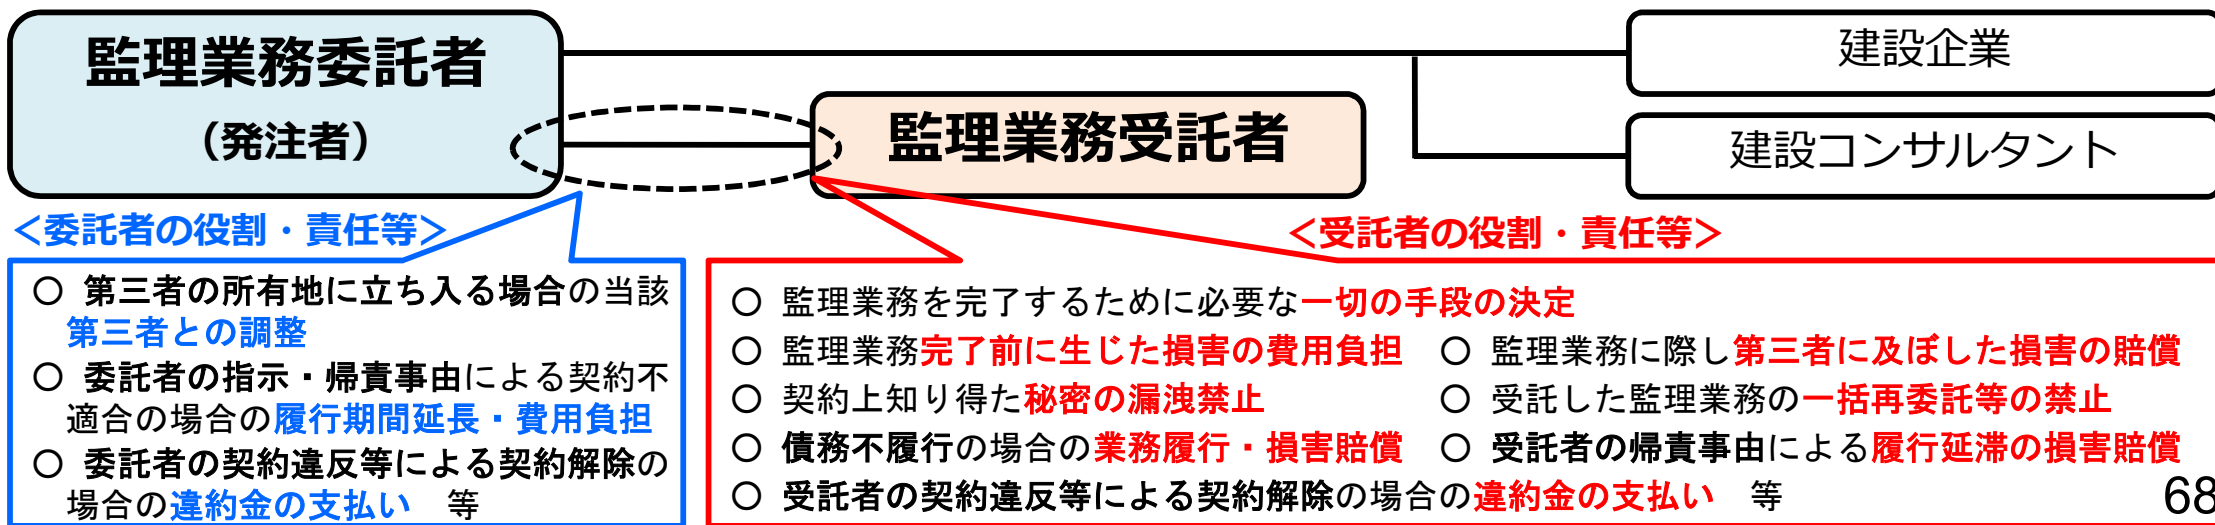 監理業務委託者
（発注者）
監理業務受託者
建設企業
建設コンサルタント
＜委託者の役割・責任等＞
○ 第三者の所有地に立ち入る場合の当該
第三者との調整
○ 委託者の指示・帰責事由による契約不
適合の場合の履行期間延長・費用負担
○ 委託者の契約違反等による契約解除の
場合の違約金の支払い　等
＜受託者の役割・責任等＞
○ 監理業務を完了するために必要な一切の手段の決定
○ 監理業務完了前に生じた損害の費用負担　○ 監理業務に際し第三者に及ぼした損害の賠償
○ 契約上知り得た秘密の漏洩禁止　○ 受託した監理業務の一括再委託等の禁止
○ 債務不履行の場合の業務履行・損害賠償　○ 受託者の帰責事由による履行延滞の損害賠償
○ 受託者の契約違反等による契約解除の場合の違約金の支払い　等
68